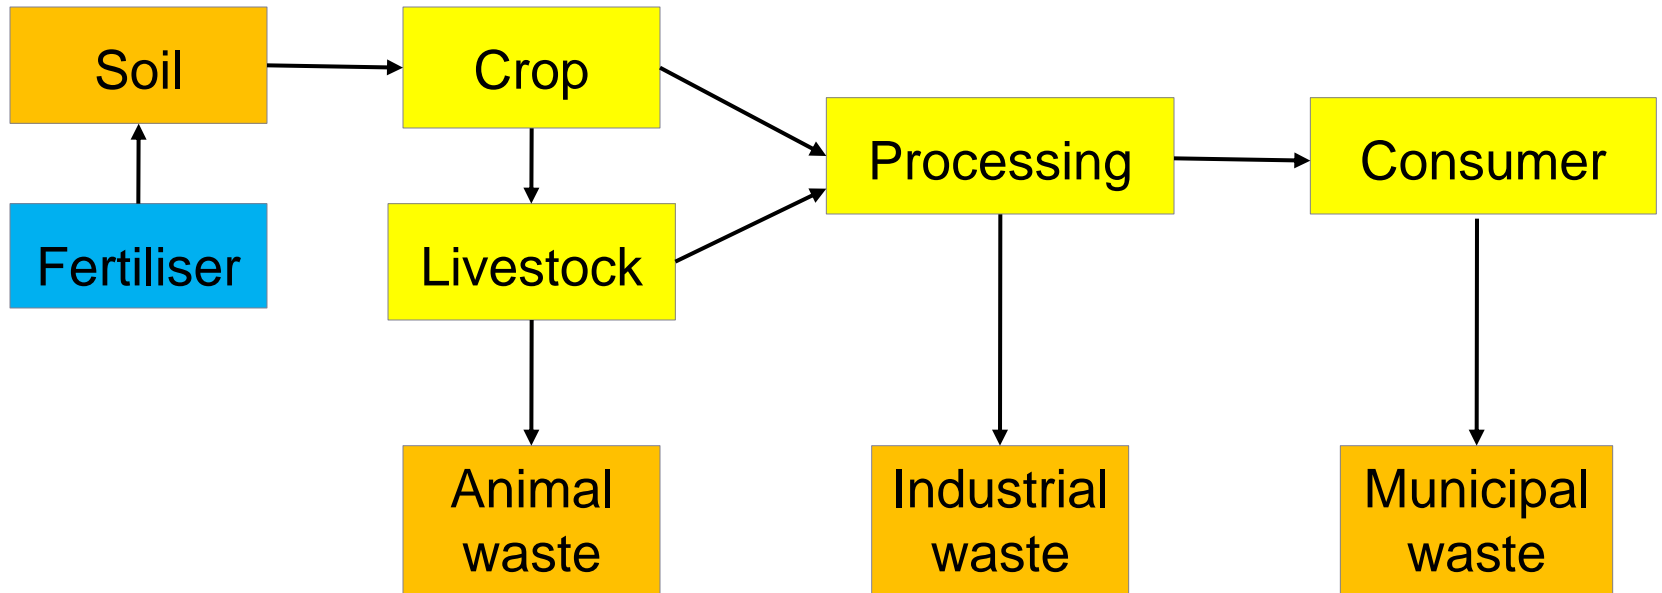 Soil
Crop
Processing
Consumer
Fertiliser
Livestock
Animal
waste
Industrial
waste
Municipal
waste